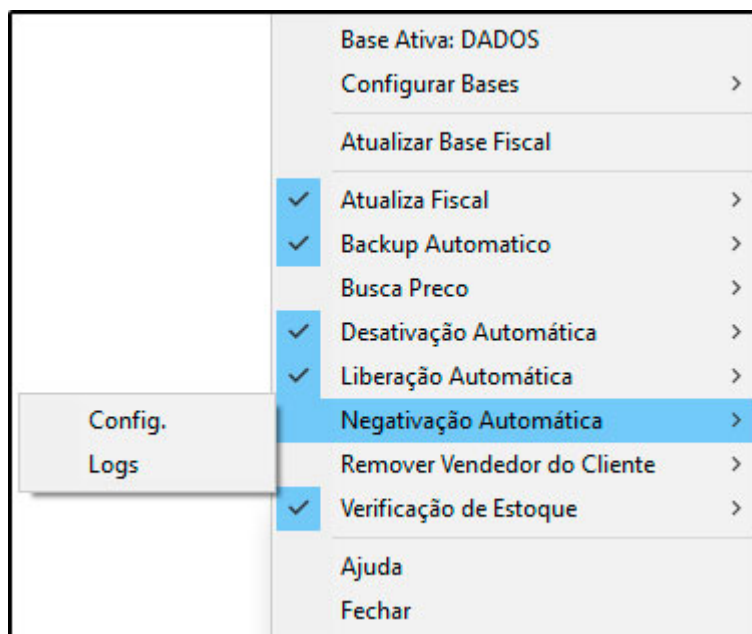 Base Ativa: DADOS
Configurar Bases
Atualizar Base Fiscal
Atualiza Fiscal
Backup Automatico
Busca Preco
Desativação Automática
Liberação Automática
Negativação Automática
Config.
Logs
Remover Vendedor do Cliente
Verificação de Estoque
Ajuda
Fechar